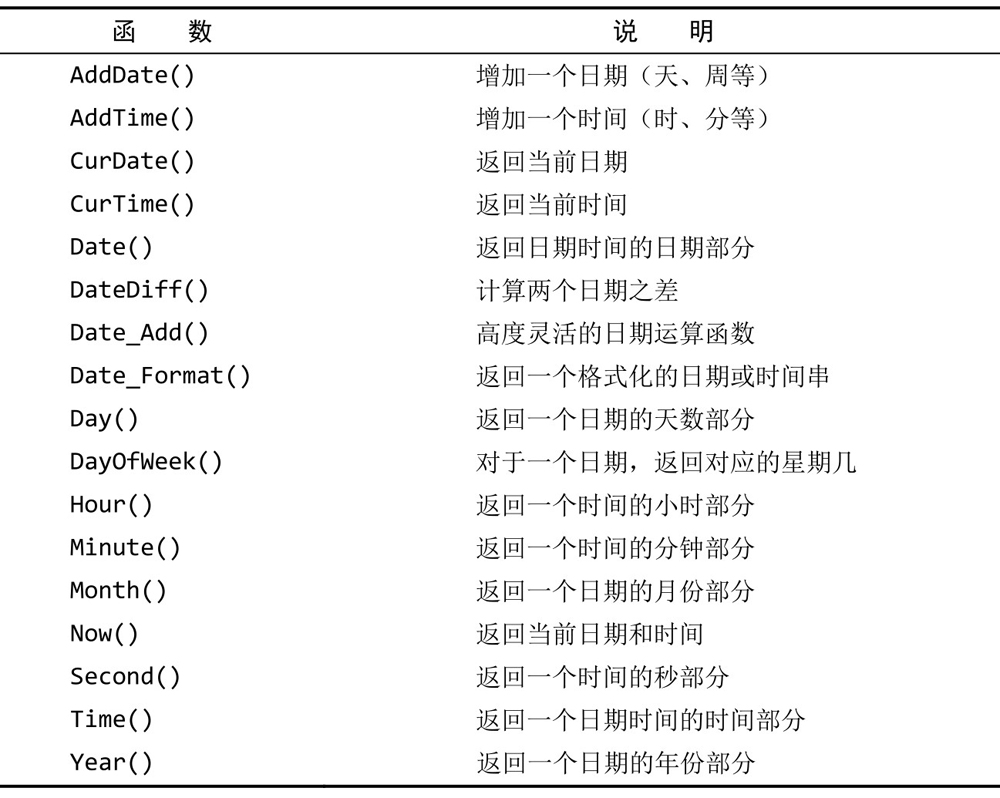 函 数 说 明
AddDate() 增加一个日期（天、周等）
AddTime() 增加一个时间（时、分等）
CurDate() 返回当前日期
CurTime() 返回当前时间
Date() 返回日期时间的日期部分
DateDiff() 计算两个日期之差
Date_Add() 高度灵活的日期运算函数
Date_Format() 返回一个格式化的日期或时间串
Day() 返回一个日期的天数部分
DayOfWeek() 对于一个日期，返回对应的星期几
Hour() 返回一个时间的小时部分
Minute() 返回一个时间的分钟部分
Month() 返回一个日期的月份部分
Now() 返回当前日期和时间
Second() 返回一个时间的秒部分
Time() 返回一个日期时间的时间部分
Year() 返回一个日期的年份部分